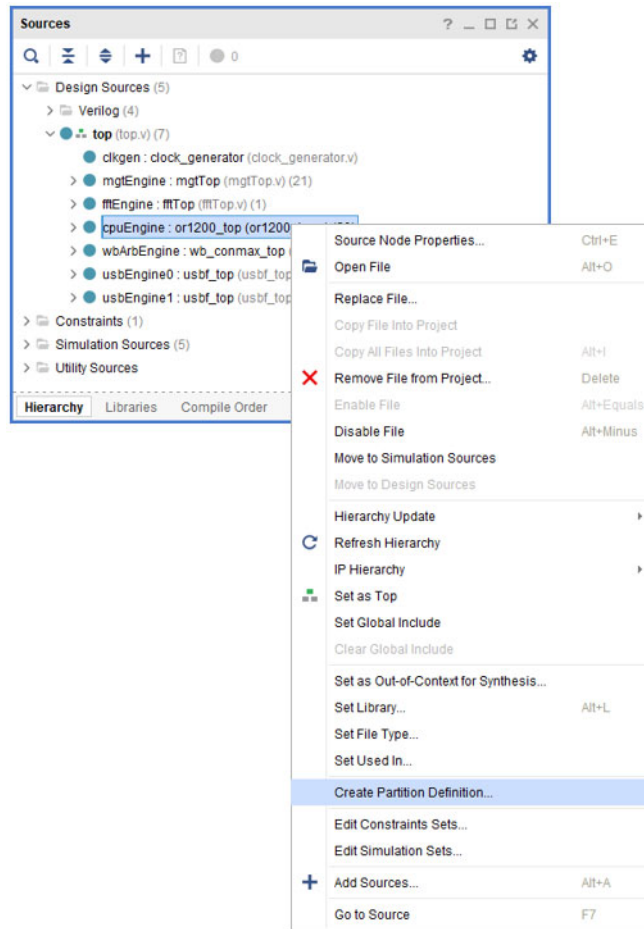 Sources
0
Design Sources (5)
Verilog (4)
top (top.v) (7)
clkgen : clock_generator (clock_generator.v)
mgtEngine : mgtTop (mgtTop.v) (21)
fftEngine : fftTop (fftTop.v) (1)
cpuEngine : or1200_top (or1200_
wbArbEngine : wb_conmax_top
usbEngine0 : usbf_top (usbf_top
usbEngine1 : usbf_top (usbf_top
Constraints (1)
Simulation Sources (5)
Utility Sources
Hierarchy Libraries Compile Order
Source Node Properties... Ctrl+E
Open File Alt+O
Replace File...
Copy File Into Project
Copy All Files Into Project Alt+I
Remove File from Project... Delete
Enable File Alt+Equals
Disable File Alt+Minus
Move to Simulation Sources
Move to Design Sources
Hierarchy Update
Refresh Hierarchy
IP Hierarchy
Set as Top
Set Global Include
Clear Global Include
Set as Out-of-Context for Synthesis...
Set Library... Alt+L
Set File Type...
Set Used In...
Create Partition Definition...
Edit Constraints Sets...
Edit Simulation Sets...
Add Sources... Alt+A
Go to Source F7